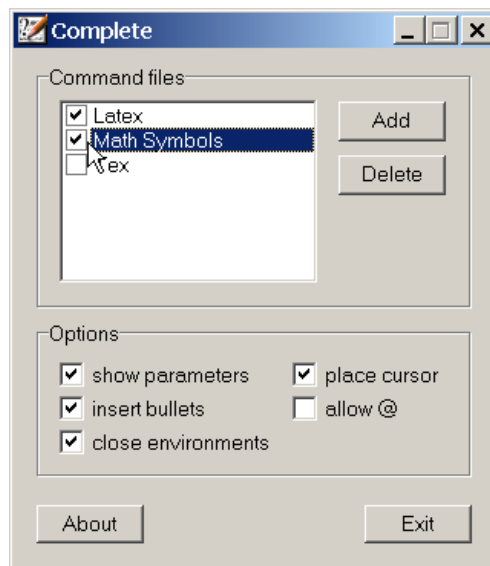 Complete
Command files
Latex
Math Symbols
Tex
Add
Delete
Options
show parameters
place cursor
insert bullets
allow @
close environments
About
Exit